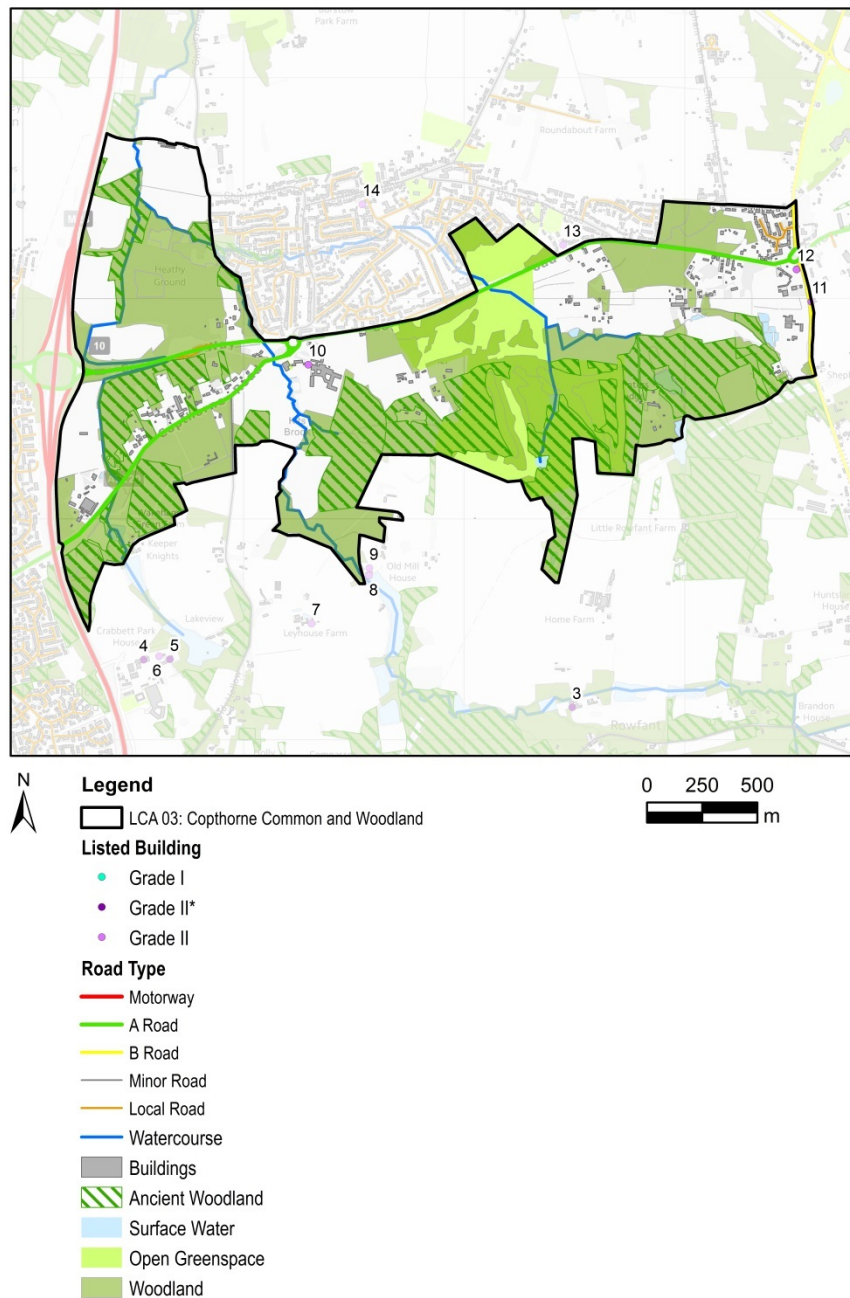 Park Farm
Roundabout Farm
14
13
12
11
Heathy
Ground
10
10
Keeper
Knights
Little Rowfant Farm
9
Old Mill
House
8
7
Leyhouse Farm
Home Farm
Crabbett Park
House
Lakeview
4
5
6
3
Rowfant
Brandon
House
N
Legend
LCA 03: Copthorne Common and Woodland
0 250 500
m
Listed Building
Grade I
Grade II*
Grade II
Road Type
Motorway
A Road
B Road
Minor Road
Local Road
Watercourse
Buildings
Ancient Woodland
Surface Water
Open Greenspace
Woodland